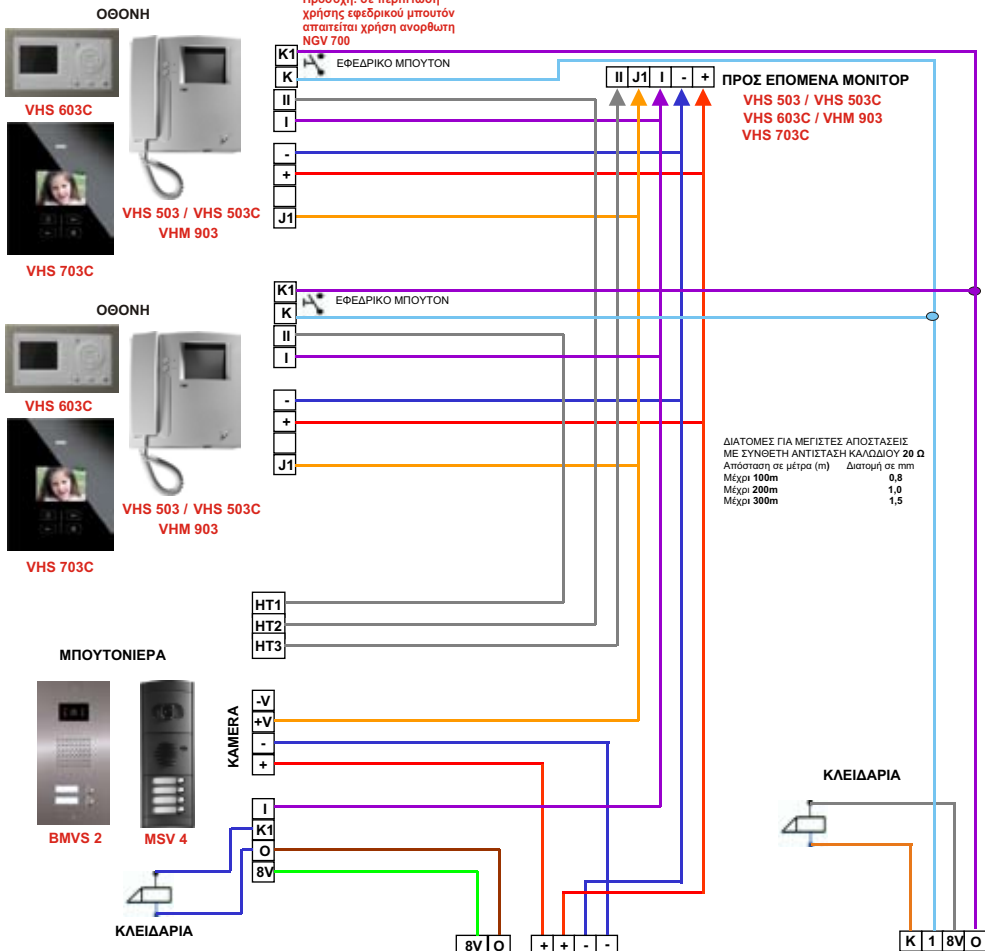 Προσοχή: σε περίπτωση
χρήσης εφεδρικού μπουτόν
απαιτείται χρήση ανορθωτη
NGV 700
ΟΘΟΝΗ
VHS 603C
VHS 503 / VHS 503C
VHM 903
VHS 703C
K1
K
II
I
-
+
J1
ΕΦΕΔΡΙΚΟ ΜΠΟΥΤΟΝ
II J1 I - +
ΠΡΟΣ ΕΠΟΜΕΝΑ MONITOR
VHS 503 / VHS 503C
VHS 603C / VHM 903
VHS 703C
ΟΘΟΝΗ
VHS 603C
VHS 503 / VHS 503C
VHM 903
VHS 703C
K1
K
II
I
-
+
J1
ΕΦΕΔΡΙΚΟ ΜΠΟΥΤΟΝ
ΔΙΑΤΟΜΕΣ ΓΙΑ ΜΕΓΙΣΤΕΣ ΑΠΟΣΤΑΣΕΙΣ
ΜΕ ΣΥΝΘΕΤΗ ΑΝΤΙΣΤΑΣΗ ΚΑΛΩΔΙΟΥ 20 Ω
Απόσταση σε μέτρα (m) Διατομή σε mm
Μέχρι 100m 0,8
Μέχρι 200m 1,0
Μέχρι 300m 1,5
HT1
HT2
HT3
ΜΠΟΥΤΟΝΙΕΡΑ
BMVS 2
MSV 4
KAMERA
-V
+V
-
+
I
K1
O
8V
ΚΛΕΙΔΑΡΙΑ
ΚΛΕΙΔΑΡΙΑ
8V O
+ + - -
K 1 8V O